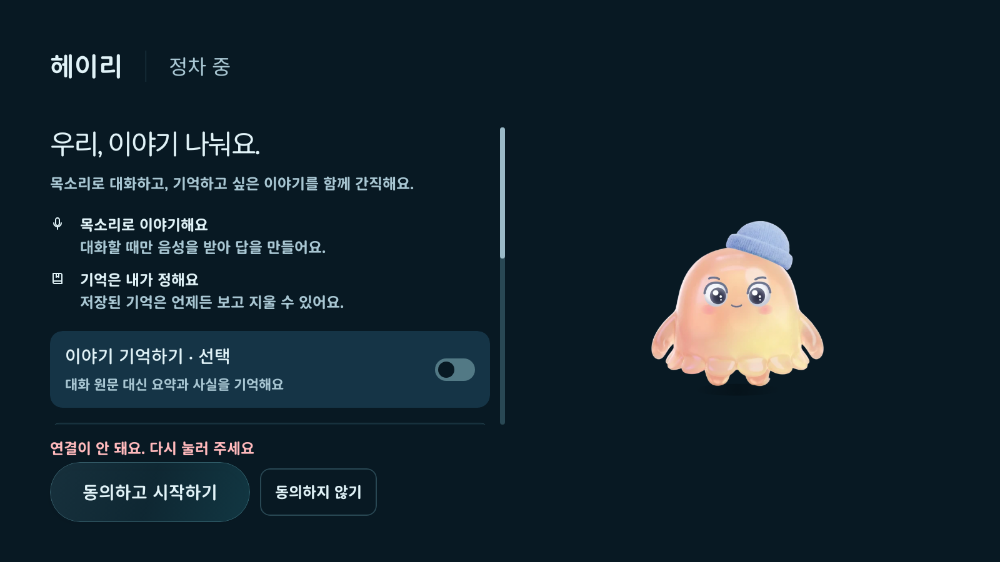 헤이리
정차 중
우리, 이야기 나눠요.
목소리로 대화하고, 기억하고 싶은 이야기를 함께 간직해요.
목소리로 이야기해요
대화할 때만 음성을 받아 답을 만들어요.
기억은 내가 정해요
저장된 기억은 언제든 보고 지울 수 있어요.
이야기 기억하기 · 선택
대화 원문 대신 요약과 사실을 기억해요
연결이 안 돼요. 다시 눌러 주세요
동의하고 시작하기
동의하지 않기